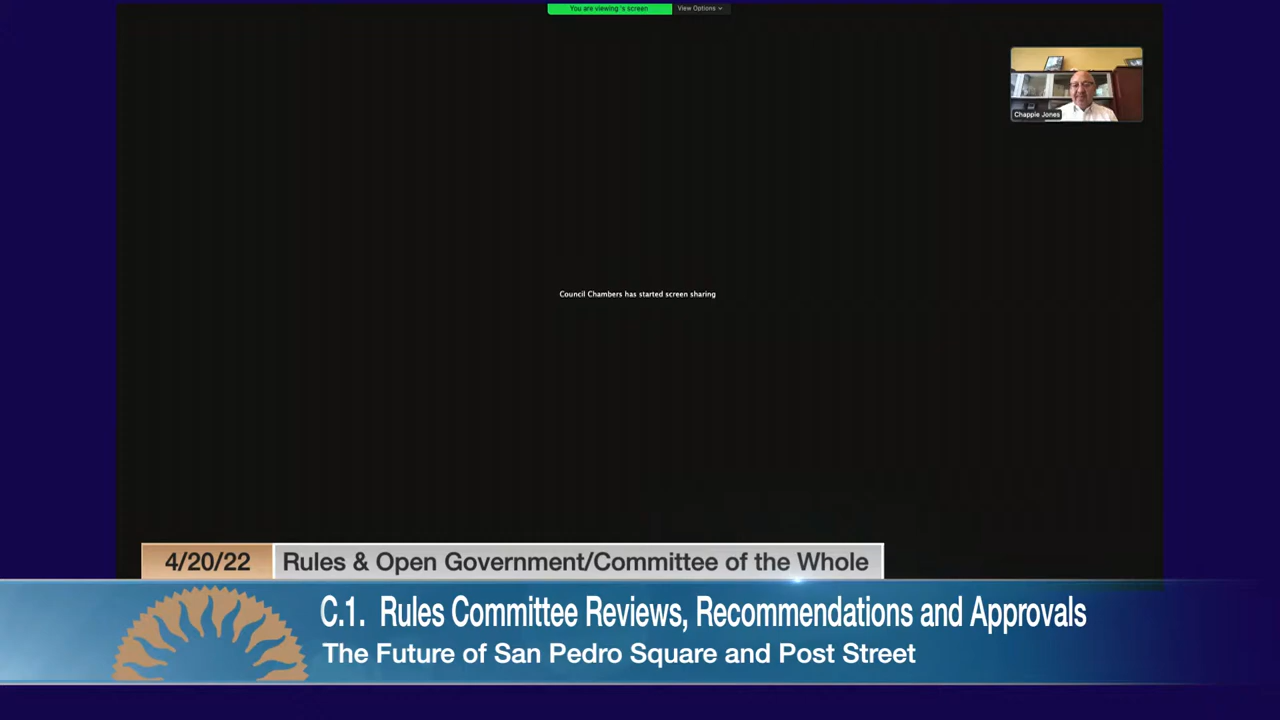 You are viewing 's screen
View Options
Chappie Jones
Council Chambers has started screen sharing
4/20/22
Rules & Open Government/Committee of the Whole
C.1. Rules Committee Reviews, Recommendations and Approvals
The Future of San Pedro Square and Post Street